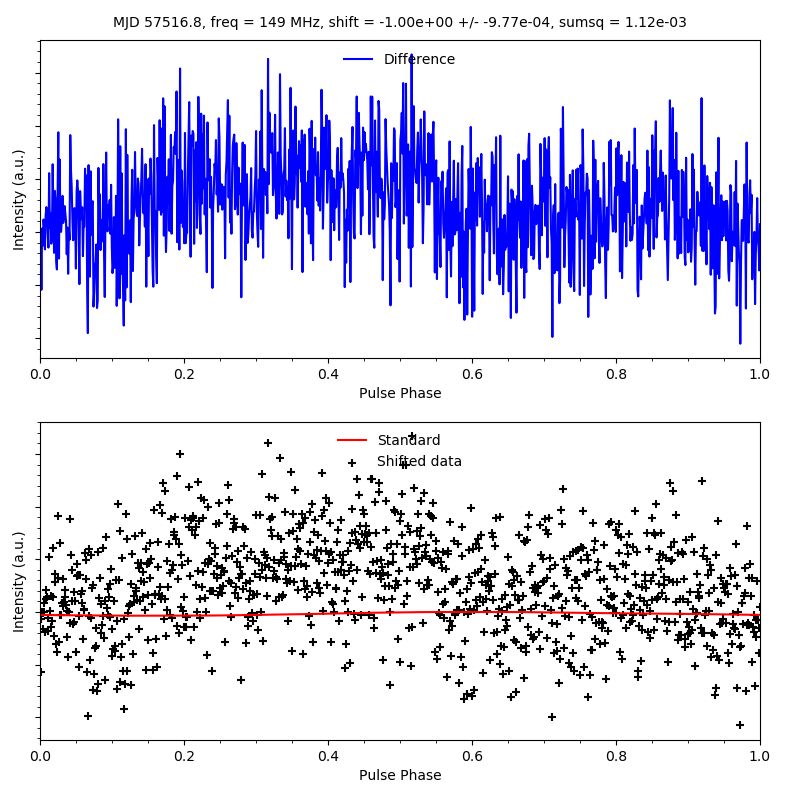 MJD 57516.8, freq = 149 MHz, shift = -1.00e+00 +/- -9.77e-04, sumsq = 1.12e-03
Difference
Intensity (a.u.)
0.0 0.2 0.4 0.6 0.8 1.0
Pulse Phase
Standard
Shifted data
Intensity (a.u.)
0.0 0.2 0.4 0.6 0.8 1.0
Pulse Phase